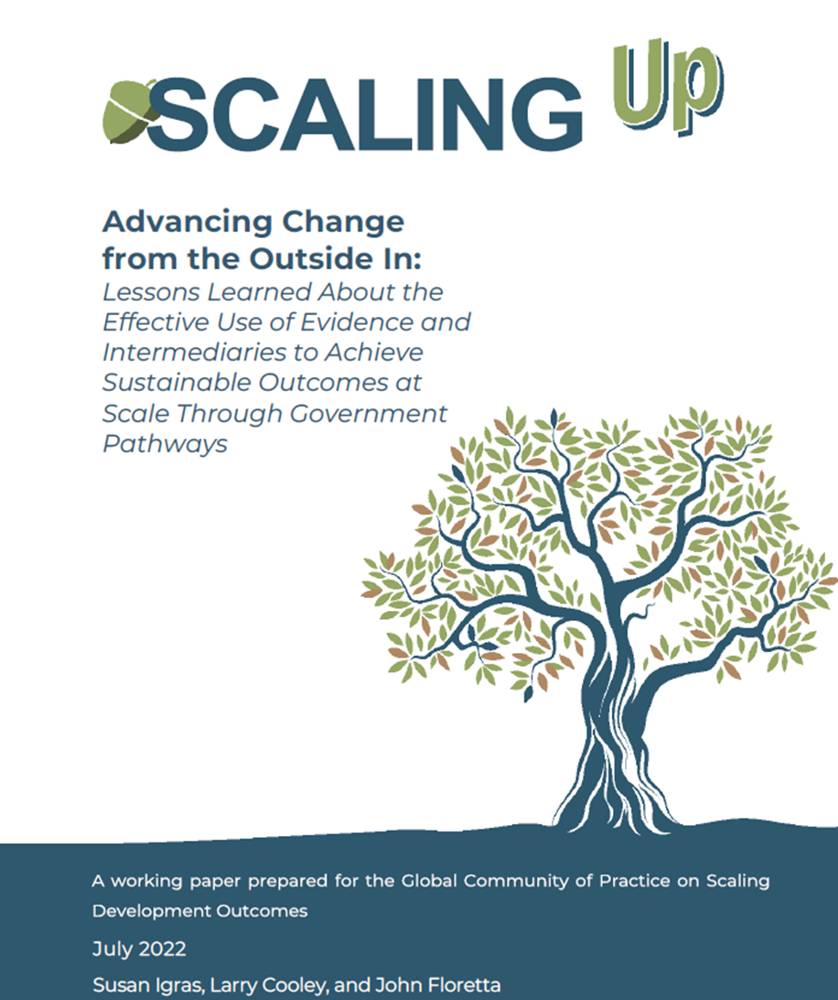 SCALING Up
Advancing Change
from the Outside In:
Lessons Learned About the
Effective Use of Evidence and
Intermediaries to Achieve
Sustainable Outcomes at
Scale Through Government
Pathways
A working paper prepared for the Global Community of Practice on Scaling
Development Outcomes
July 2022
Susan Igras, Larry Cooley, and John Floretta